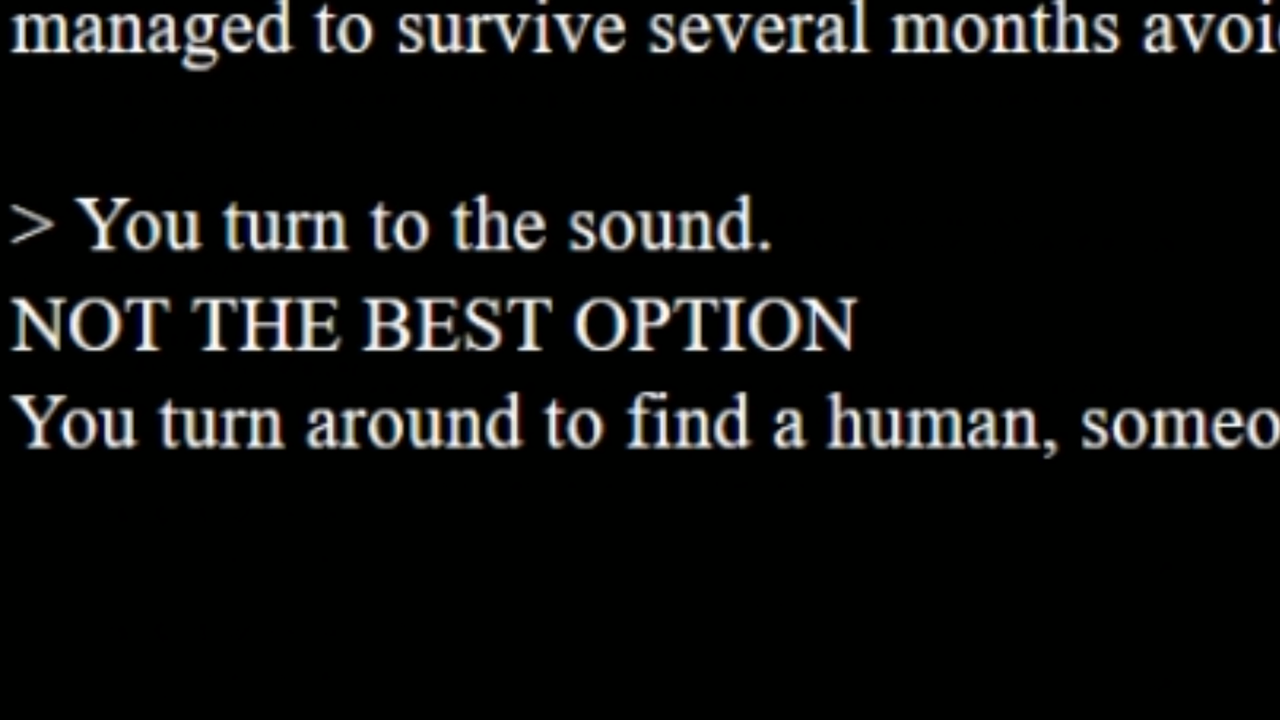 managed to survive several months avoi
> You turn to the sound.
NOT THE BEST OPTION
You turn around to find a human, someo